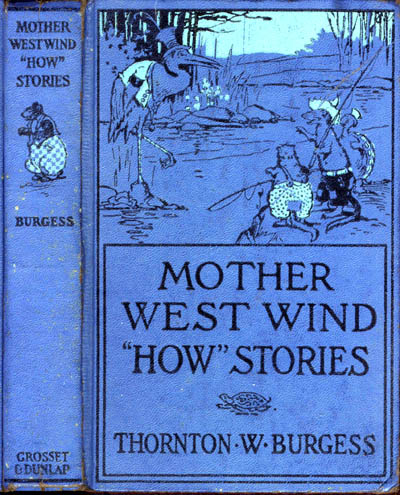 MOTHER
WEST WIND
"HOW"
STORIES
BURGESS
GROSSET
& DUNLAP
MOTHER
WEST WIND
"HOW" STORIES
THORNTON·W·BURGESS